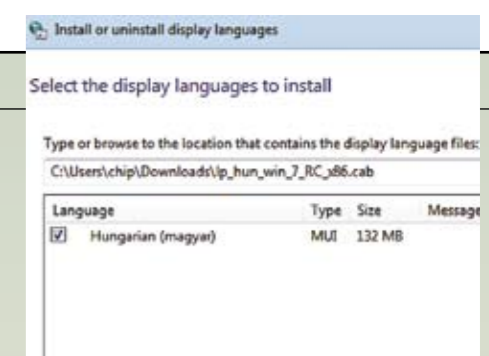 Install or uninstall display languages
Select the display languages to install
Type or browse to the location that contains the display language files:
C:\Users\chip\Downloads\lp_hun_win_7_RC_x86.cab
Language Type Size Message
Hungarian (magyar) MUI 132 MB